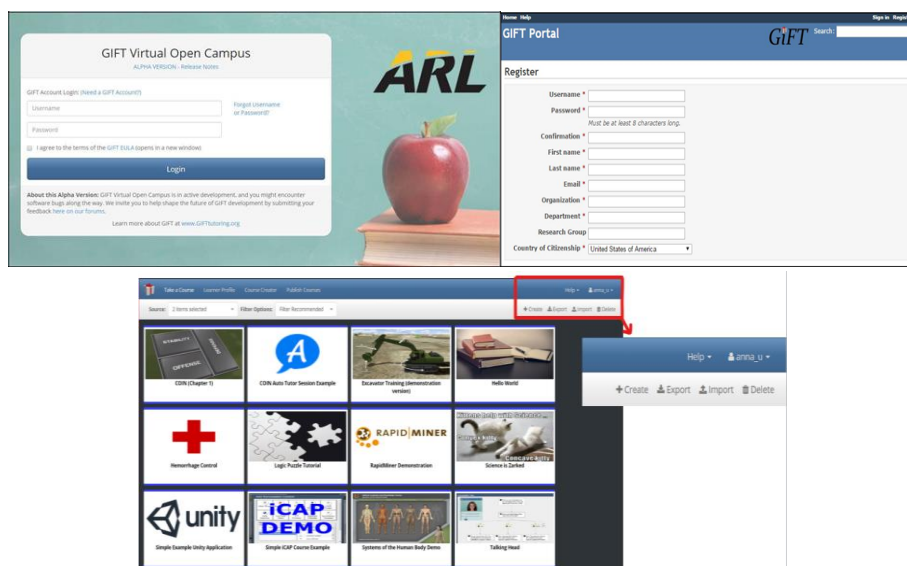 GIFT Virtual Open Campus
ALPHA VERSION - Release Notes
GIFT Account Login: (Need a GIFT Account?)
Username
Forgot Username
or Password?
Password
I agree to the terms of the GIFT EULA (opens in a new window)
Login
About this Alpha Version: GIFT Virtual Open Campus is in active development, and you might encounter
software bugs along the way. We invite you to help shape the future of GIFT development by submitting your
feedback here on our forums.
Learn more about GIFT at www.GIFTtutoring.org
ARL
Home Help
Sign in Regist
GIFT Portal
GiFT
Search:
Register
Username *
Password *
Must be at least 8 characters long.
Confirmation *
First name *
Last name *
Email *
Organization *
Department *
Research Group
Country of Citizenship * United States of America
Take a Course Learner Profile Course Creator Publish Courses
Help anna_u
Source: 2 items selected Filter Options: Filter Recommended
+Create Export Import Delete
STABILITY
OFFENSE
COIN (Chapter 1)
A
COIN Auto Tutor Session Example
Excavator Training (demonstration
version)
Hello World
Help anna_u
+Create Export Import Delete
Hemorrhage Control
Logic Puzzle Tutorial
RAPIDMINER
RapidMiner Demonstration
Science is Zarked
unity
Simple Example Unity Application
iCAP
DEMO
Simple iCAP Course Example
Systems of the Human Body Demo
Talking Head